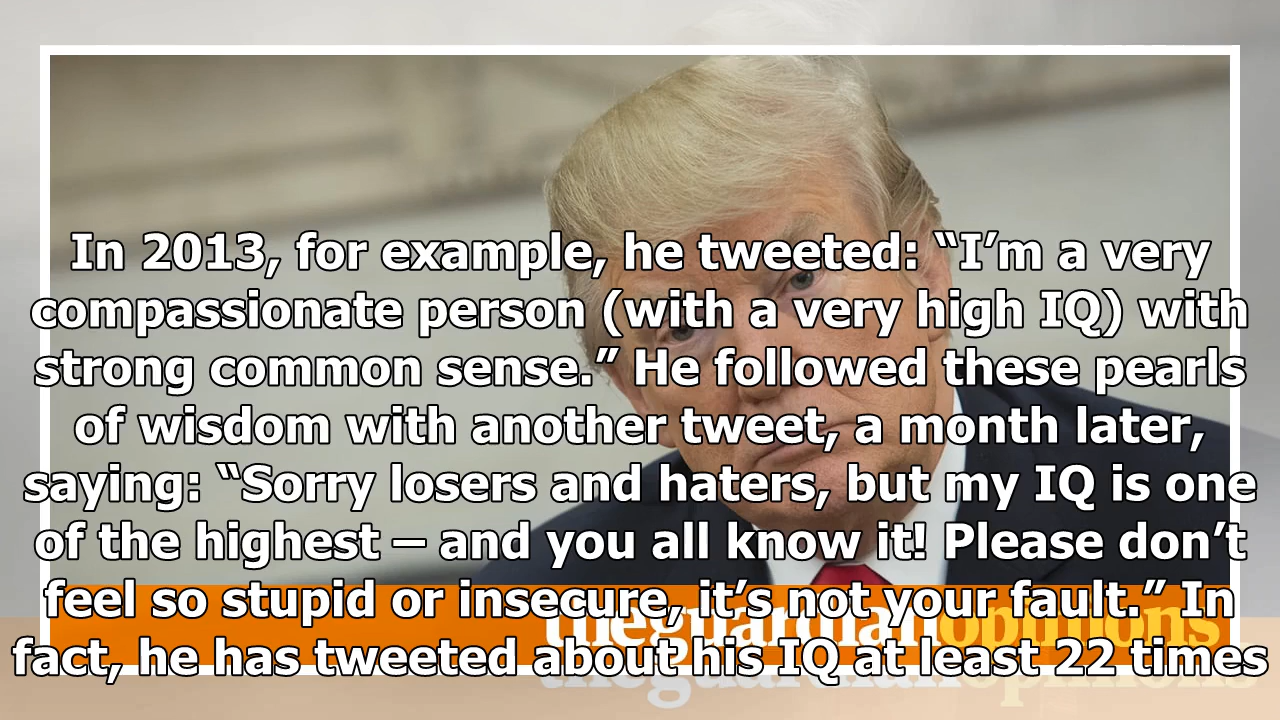 In 2013, for example, he tweeted: “I’m a very
compassionate person (with a very high IQ) with
strong common sense.” He followed these pearls
of wisdom with another tweet, a month later,
saying: “Sorry losers and haters, but my IQ is one
of the highest – and you all know it! Please don’t
feel so stupid or insecure, it’s not your fault.” In
fact, he has tweeted about his IQ at least 22 times
theguardianopinions
theguardianopinions